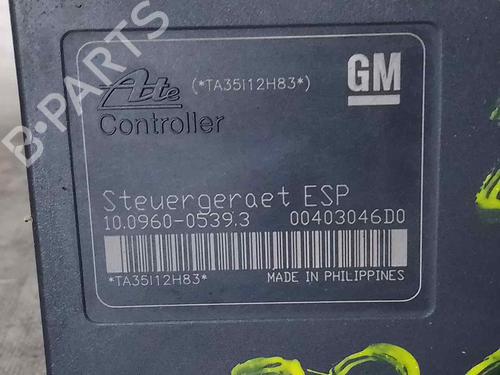 Ate (*TA35I12H83*) GM
Controller
Steuergeraet ESP
10.0960-0539.3 00403046D0
*TA35I12H83* MADE IN PHILIPPINES
B-PARTS